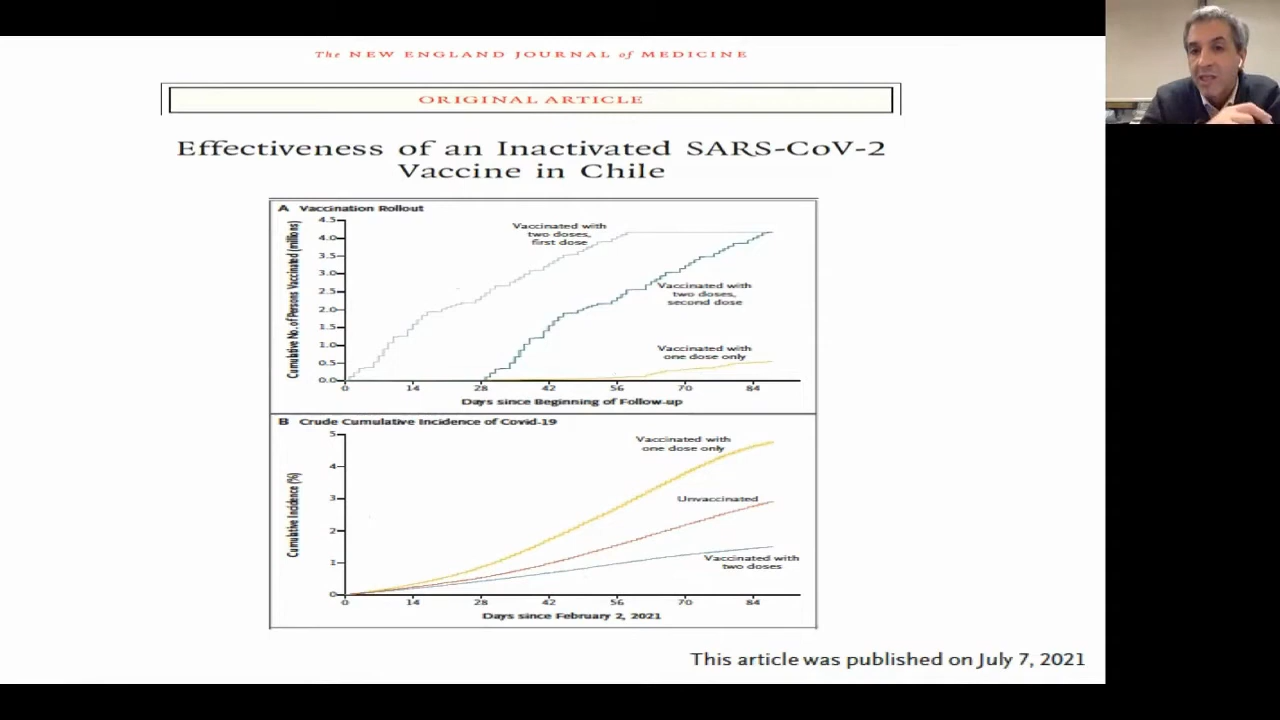 The NEW ENGLAND JOURNAL of MEDICINE
ORIGINAL ARTICLE
Effectiveness of an Inactivated SARS-CoV-2
Vaccine in Chile
A Vaccination Rollout
Cumulative No. of Persons Vaccinated (millions)
4.5
4.0
3.5
3.0
2.5
2.0
1.5
1.0
0.5
0.0
Vaccinated with
two doses,
first dose
Vaccinated with
two doses,
second dose
Vaccinated with
one dose only
0 14 28 42 56 70 84
Days since Beginning of Follow-up
B Crude Cumulative Incidence of Covid-19
Cumulative Incidence (%)
5
4
3
2
1
0
Vaccinated with
one dose only
Unvaccinated
Vaccinated with
two doses
0 14 28 42 56 70 84
Days since February 2, 2021
This article was published on July 7, 2021